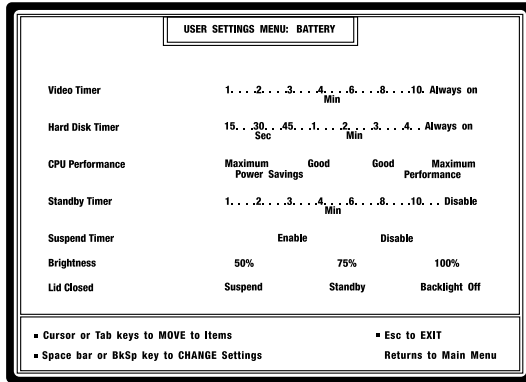 USER SETTINGS MENU: BATTERY
Video Timer 1. . . .2. . . .3. . . .4. . . .6. . . .8. . . .10. Always on
Min
Hard Disk Timer 15. . .30. . .45. . .1. . . .2. . . .3. . . .4. . Always on
Sec Min
CPU Performance Maximum Good Good Maximum
Power Savings Performance
Standby Timer 1. . . .2. . . .3. . . .4. . . .6. . . .8. . . .10. . . Disable
Min
Suspend Timer Enable Disable
Brightness 50% 75% 100%
Lid Closed Suspend Standby Backlight Off
▪ Cursor or Tab keys to MOVE to Items ▪ Esc to EXIT
▪ Space bar or BkSp key to CHANGE Settings Returns to Main Menu